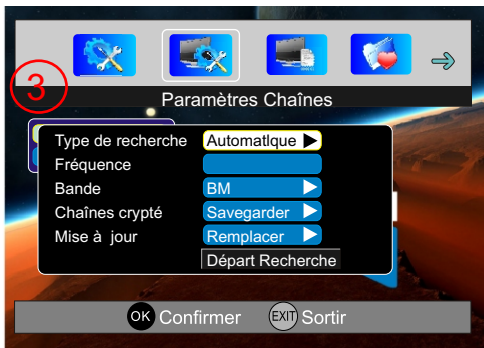 3
Paramètres Chaînes
Type de recherche Automatlque
Fréquence
Bande BM
Chaînes crypté Savegarder
Mise à jour Remplacer
Départ Recherche
OK Confirmer EXIT Sortir